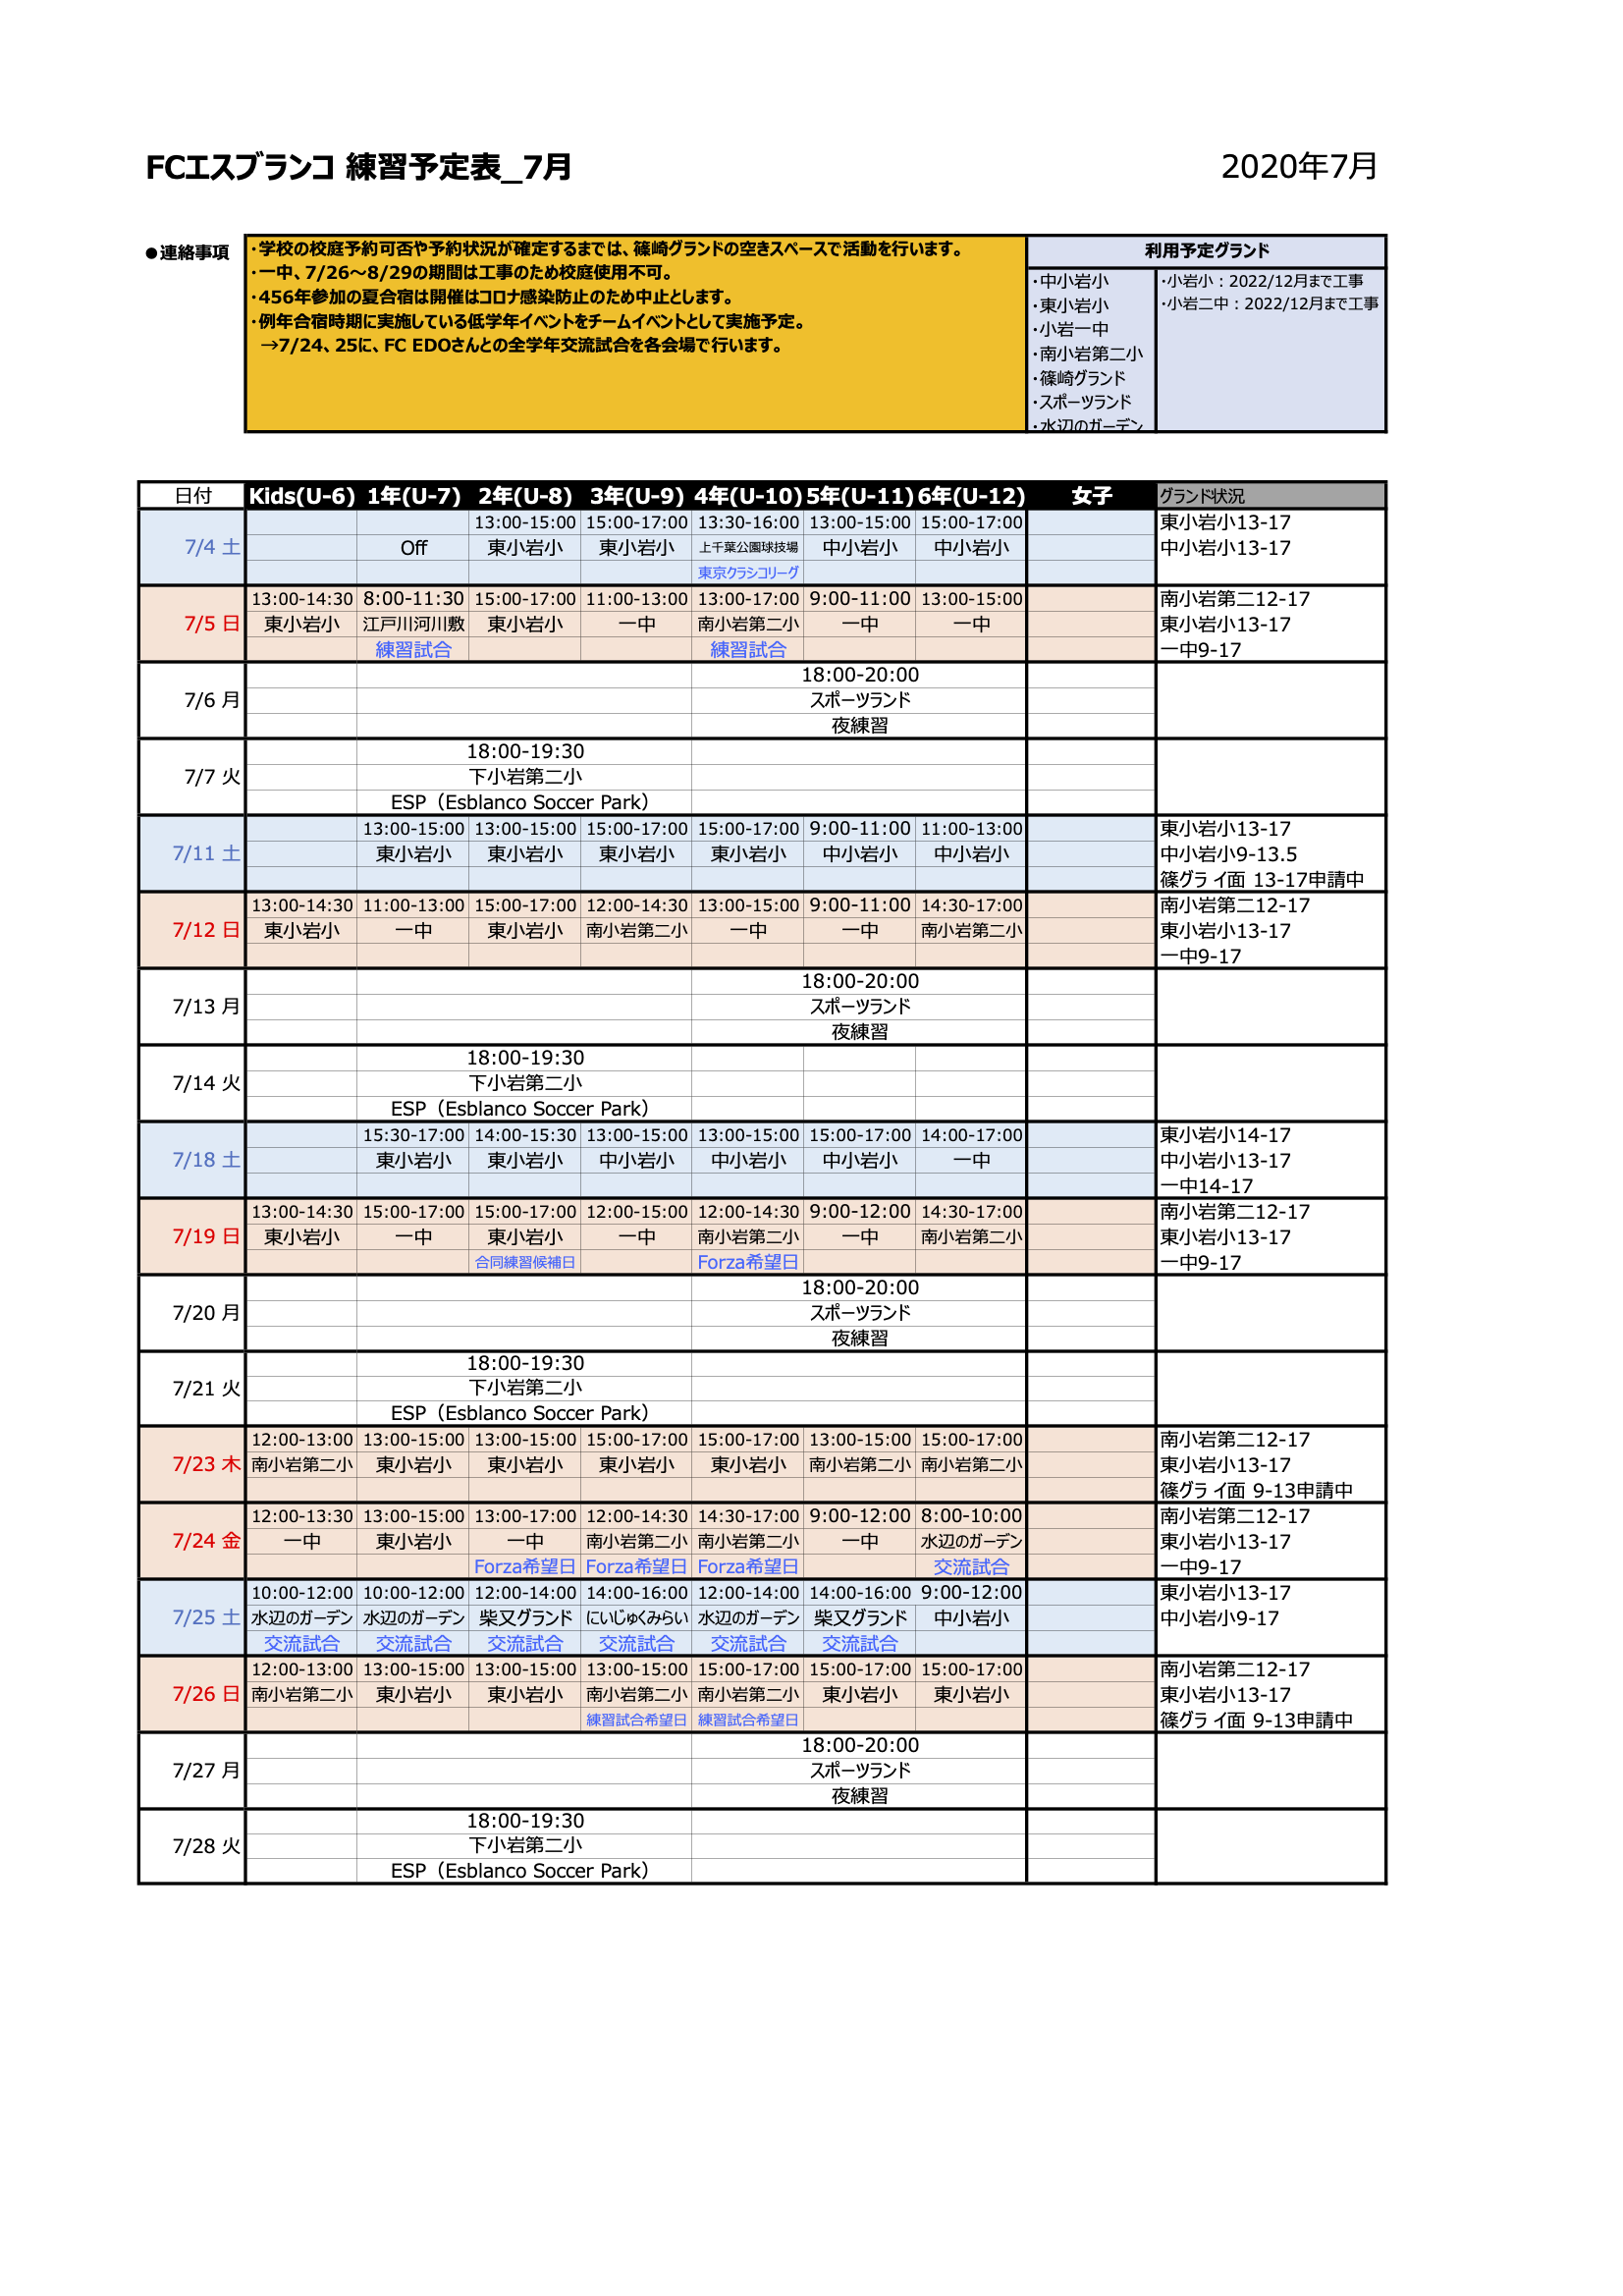 FCエスブランコ 練習予定表_7月 2020年7月
●連絡事項
・学校の校庭予約可否や予約状況が確定するまでは、篠崎グランドの空きスペースで活動を行います。
・一中、7/26～8/29の期間は工事のため校庭使用不可。
・456年参加の夏合宿は開催はコロナ感染防止のため中止とします。
・例年合宿時期に実施している低学年イベントをチームイベントとして実施予定。
→7/24、25に、FC EDOさんとの全学年交流試合を各会場で行います。
利用予定グランド
・中小岩小
・東小岩小
・小岩一中
・南小岩第二小
・篠崎グランド
・スポーツランド
・水辺のガーデン
・小岩小：2022/12月まで工事
・小岩二中：2022/12月まで工事
日付 Kids(U-6) 1年(U-7) 2年(U-8) 3年(U-9) 4年(U-10) 5年(U-11) 6年(U-12) 女子 グランド状況
13:00-15:00 15:00-17:00 13:30-16:00 13:00-15:00 15:00-17:00 東小岩小13-17
7/4 土 Off 東小岩小 東小岩小 上千葉公園球技場 中小岩小 中小岩小 中小岩小13-17
東京クラシコリーグ
13:00-14:30 8:00-11:30 15:00-17:00 11:00-13:00 13:00-17:00 9:00-11:00 13:00-15:00 南小岩第二12-17
7/5 日 東小岩小 江戸川河川敷 東小岩小 一中 南小岩第二小 一中 一中 東小岩小13-17
練習試合 練習試合 一中9-17
18:00-20:00
7/6 月 スポーツランド
夜練習
18:00-19:30
7/7 火 下小岩第二小
ESP（Esblanco Soccer Park）
13:00-15:00 13:00-15:00 15:00-17:00 15:00-17:00 9:00-11:00 11:00-13:00 東小岩小13-17
7/11 土 東小岩小 東小岩小 東小岩小 東小岩小 中小岩小 中小岩小 中小岩小9-13.5
篠グラ イ面 13-17申請中
13:00-14:30 11:00-13:00 15:00-17:00 12:00-14:30 13:00-15:00 9:00-11:00 14:30-17:00 南小岩第二12-17
7/12 日 東小岩小 一中 東小岩小 南小岩第二小 一中 一中 南小岩第二小 東小岩小13-17
一中9-17
18:00-20:00
7/13 月 スポーツランド
夜練習
18:00-19:30
7/14 火 下小岩第二小
ESP（Esblanco Soccer Park）
15:30-17:00 14:00-15:30 13:00-15:00 13:00-15:00 15:00-17:00 14:00-17:00 東小岩小14-17
7/18 土 東小岩小 東小岩小 中小岩小 中小岩小 中小岩小 一中 中小岩小13-17
一中14-17
13:00-14:30 15:00-17:00 15:00-17:00 12:00-15:00 12:00-14:30 9:00-12:00 14:30-17:00 南小岩第二12-17
7/19 日 東小岩小 一中 東小岩小 一中 南小岩第二小 一中 南小岩第二小 東小岩小13-17
合同練習候補日 Forza希望日 一中9-17
18:00-20:00
7/20 月 スポーツランド
夜練習
18:00-19:30
7/21 火 下小岩第二小
ESP（Esblanco Soccer Park）
12:00-13:00 13:00-15:00 13:00-15:00 15:00-17:00 15:00-17:00 13:00-15:00 15:00-17:00 南小岩第二12-17
7/23 木 南小岩第二小 東小岩小 東小岩小 東小岩小 東小岩小 南小岩第二小 南小岩第二小 東小岩小13-17
篠グラ イ面 9-13申請中
12:00-13:30 13:00-15:00 13:00-17:00 12:00-14:30 14:30-17:00 9:00-12:00 8:00-10:00 南小岩第二12-17
7/24 金 一中 東小岩小 一中 南小岩第二小 南小岩第二小 一中 水辺のガーデン 東小岩小13-17
Forza希望日 Forza希望日 Forza希望日 交流試合 一中9-17
10:00-12:00 10:00-12:00 12:00-14:00 14:00-16:00 12:00-14:00 14:00-16:00 9:00-12:00 東小岩小13-17
7/25 土 水辺のガーデン 水辺のガーデン 柴又グランド にいじゅくみらい 水辺のガーデン 柴又グランド 中小岩小 中小岩小9-17
交流試合 交流試合 交流試合 交流試合 交流試合 交流試合
12:00-13:00 13:00-15:00 13:00-15:00 13:00-15:00 15:00-17:00 15:00-17:00 15:00-17:00 南小岩第二12-17
7/26 日 南小岩第二小 東小岩小 東小岩小 南小岩第二小 南小岩第二小 東小岩小 東小岩小 東小岩小13-17
練習試合希望日 練習試合希望日 篠グラ イ面 9-13申請中
18:00-20:00
7/27 月 スポーツランド
夜練習
18:00-19:30
7/28 火 下小岩第二小
ESP（Esblanco Soccer Park）